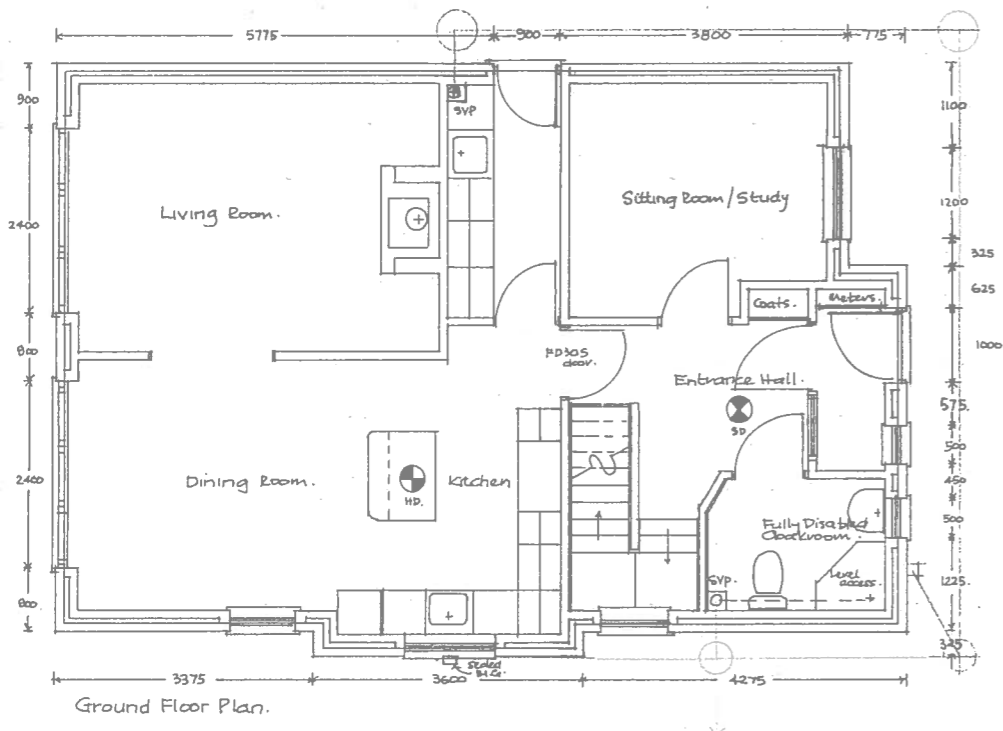 5775
900
3800
775
900
2400
800
2400
800
1100
1200
325
625
1000
575.
500
450
500
1225
325
SVP
Living Room.
Sitting Room / Study
Coats.
Meters.
FD30S
door.
Entrance Hall.
SD
Dining Room.
HD.
Kitchen
Fully Disabled
Cloakroom.
SVP.
Level
access.
Sealed
3375
3600
4275
Ground Floor Plan.